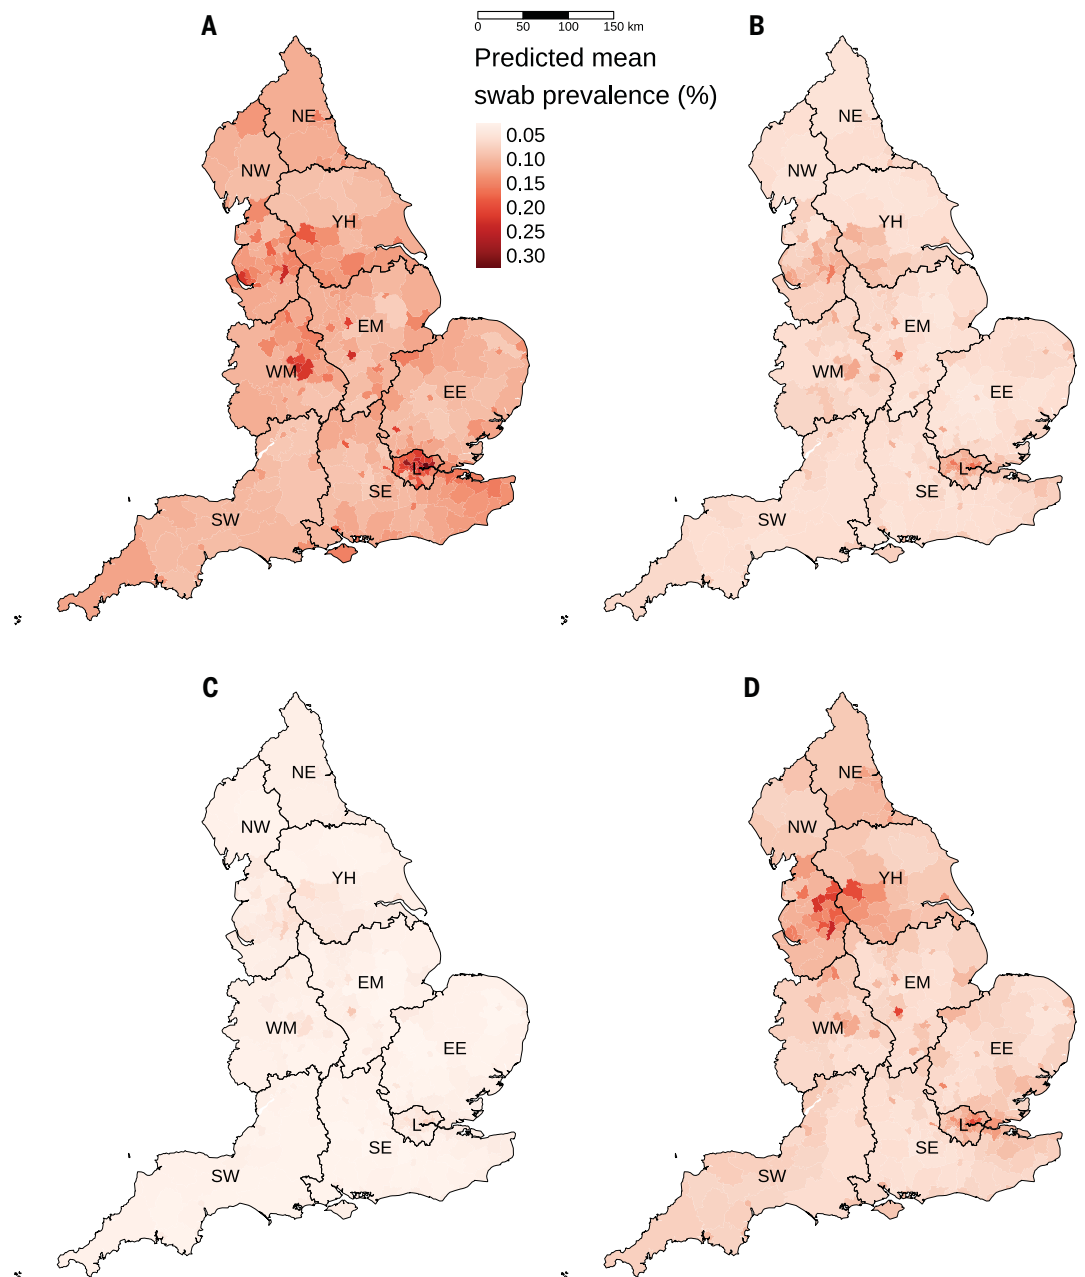 A
B
0 50 100 150 km
Predicted mean
swab prevalence (%)
0.05
0.10
0.15
0.20
0.25
0.30
NE
NW
YH
EM
WM
EE
L
SE
SW
NE
NW
YH
EM
WM
EE
L
SE
SW
C
D
NE
NW
YH
EM
WM
EE
L
SE
SW
NE
NW
YH
EM
WM
EE
L
SE
SW